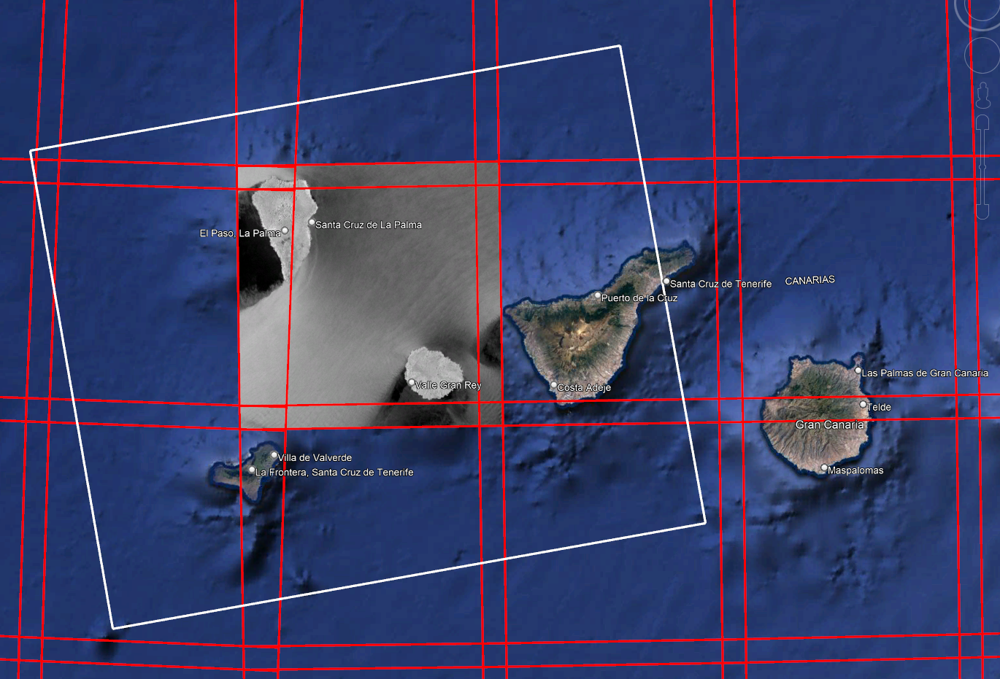 Santa Cruz de La Palma
El Paso, La Palma
Santa Cruz de Tenerife
CANARIAS
Puerto de la Cruz
Las Palmas de Gran Canaria
Valle Gran Rey
Costa Adeje
Telde
Gran Canaria
Villa de Valverde
La Frontera, Santa Cruz de Tenerife
Maspalomas